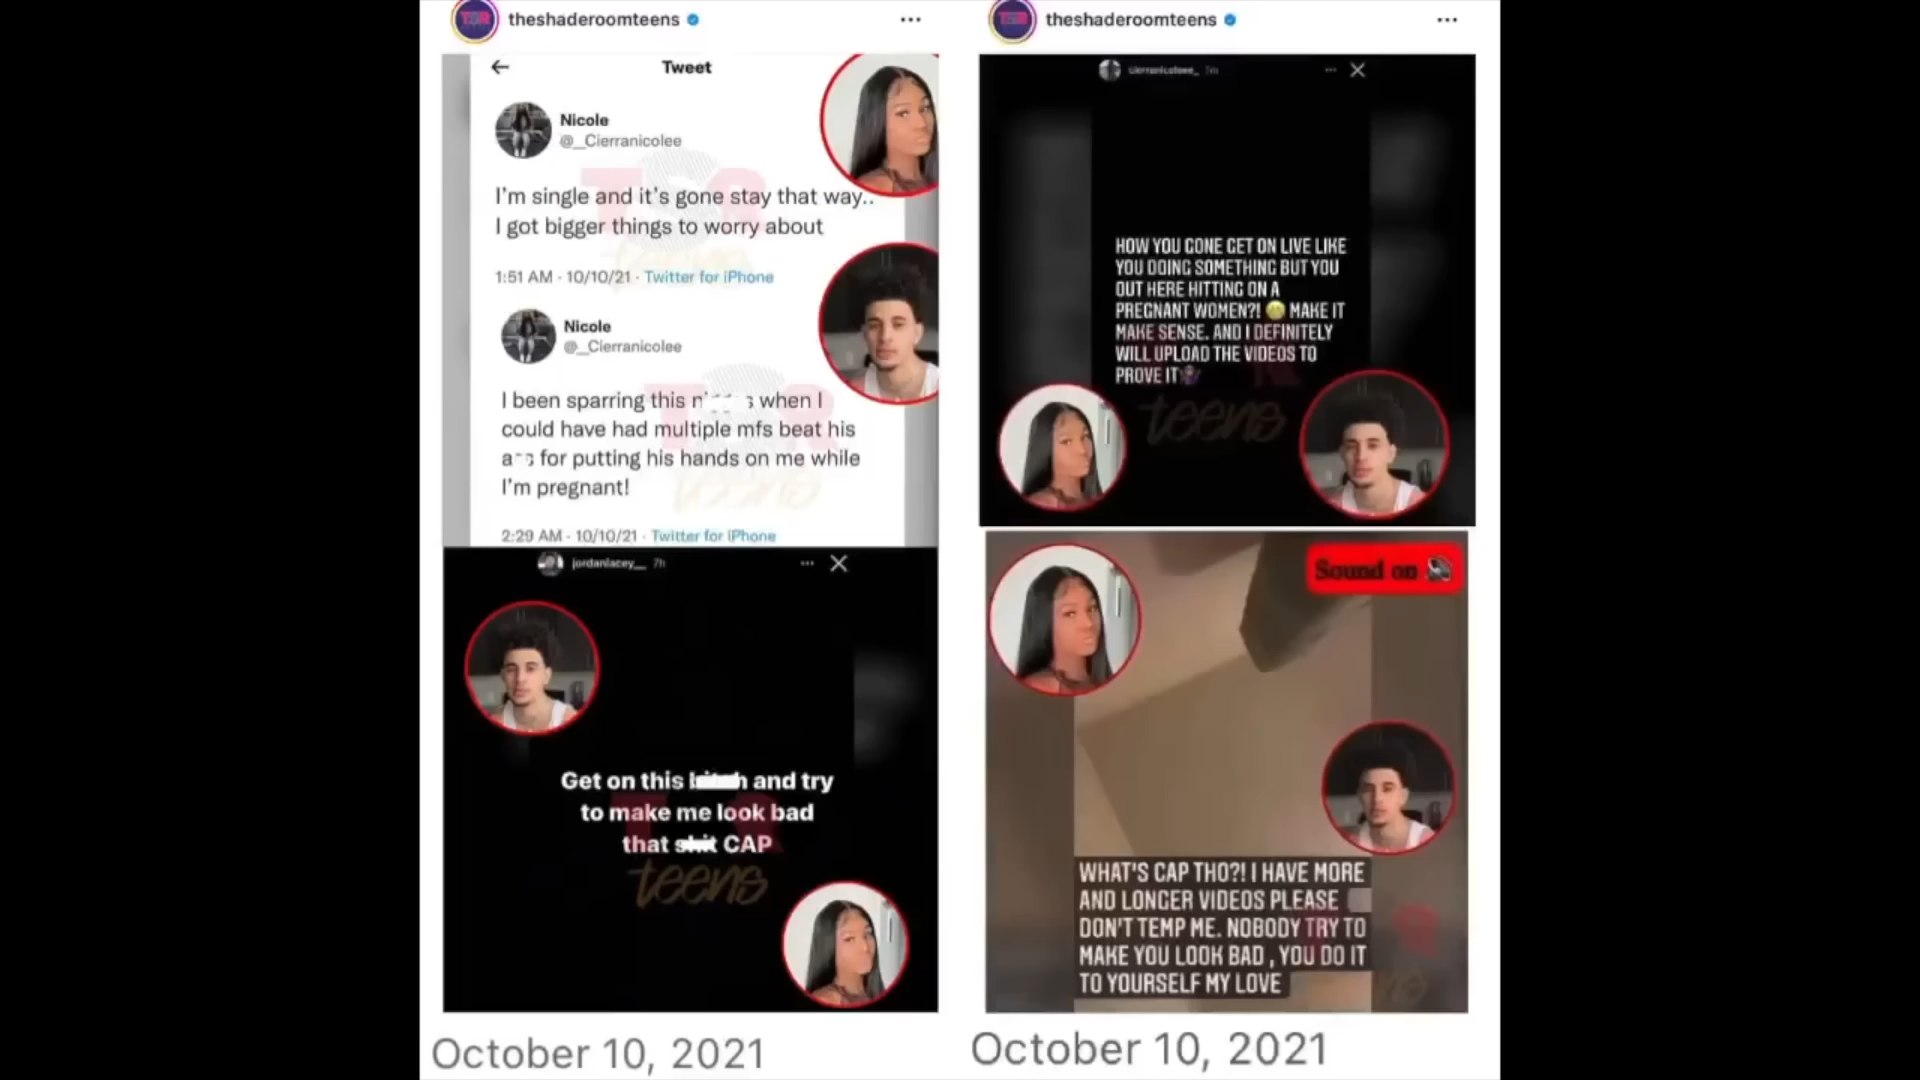 theshaderoomteens
Tweet
Nicole
@_Cierranicolee
I'm single and it's gone stay that way..
I got bigger things to worry about
1:51 AM · 10/10/21 · Twitter for iPhone
Nicole
@_Cierranicolee
I been sparring this when I
could have had multiple mfs beat his
for putting his hands on me while
I'm pregnant!
2:29 AM · 10/10/21 · Twitter for iPhone
jordanlacey__ 7h
Get on this and try
to make me look bad
that CAP
TSR
teens
October 10, 2021
theshaderoomteens
HOW YOU GONE GET ON LIVE LIKE
YOU DOING SOMETHING BUT YOU
OUT HERE HITTING ON A
PREGNANT WOMEN?! MAKE IT
MAKE SENSE. AND I DEFINITELY
WILL UPLOAD THE VIDEOS TO
PROVE IT
teens
Sound on
WHAT'S CAP THO?! I HAVE MORE
AND LONGER VIDEOS PLEASE
DON'T TEMP ME. NOBODY TRY TO
MAKE YOU LOOK BAD , YOU DO IT
TO YOURSELF MY LOVE
October 10, 2021